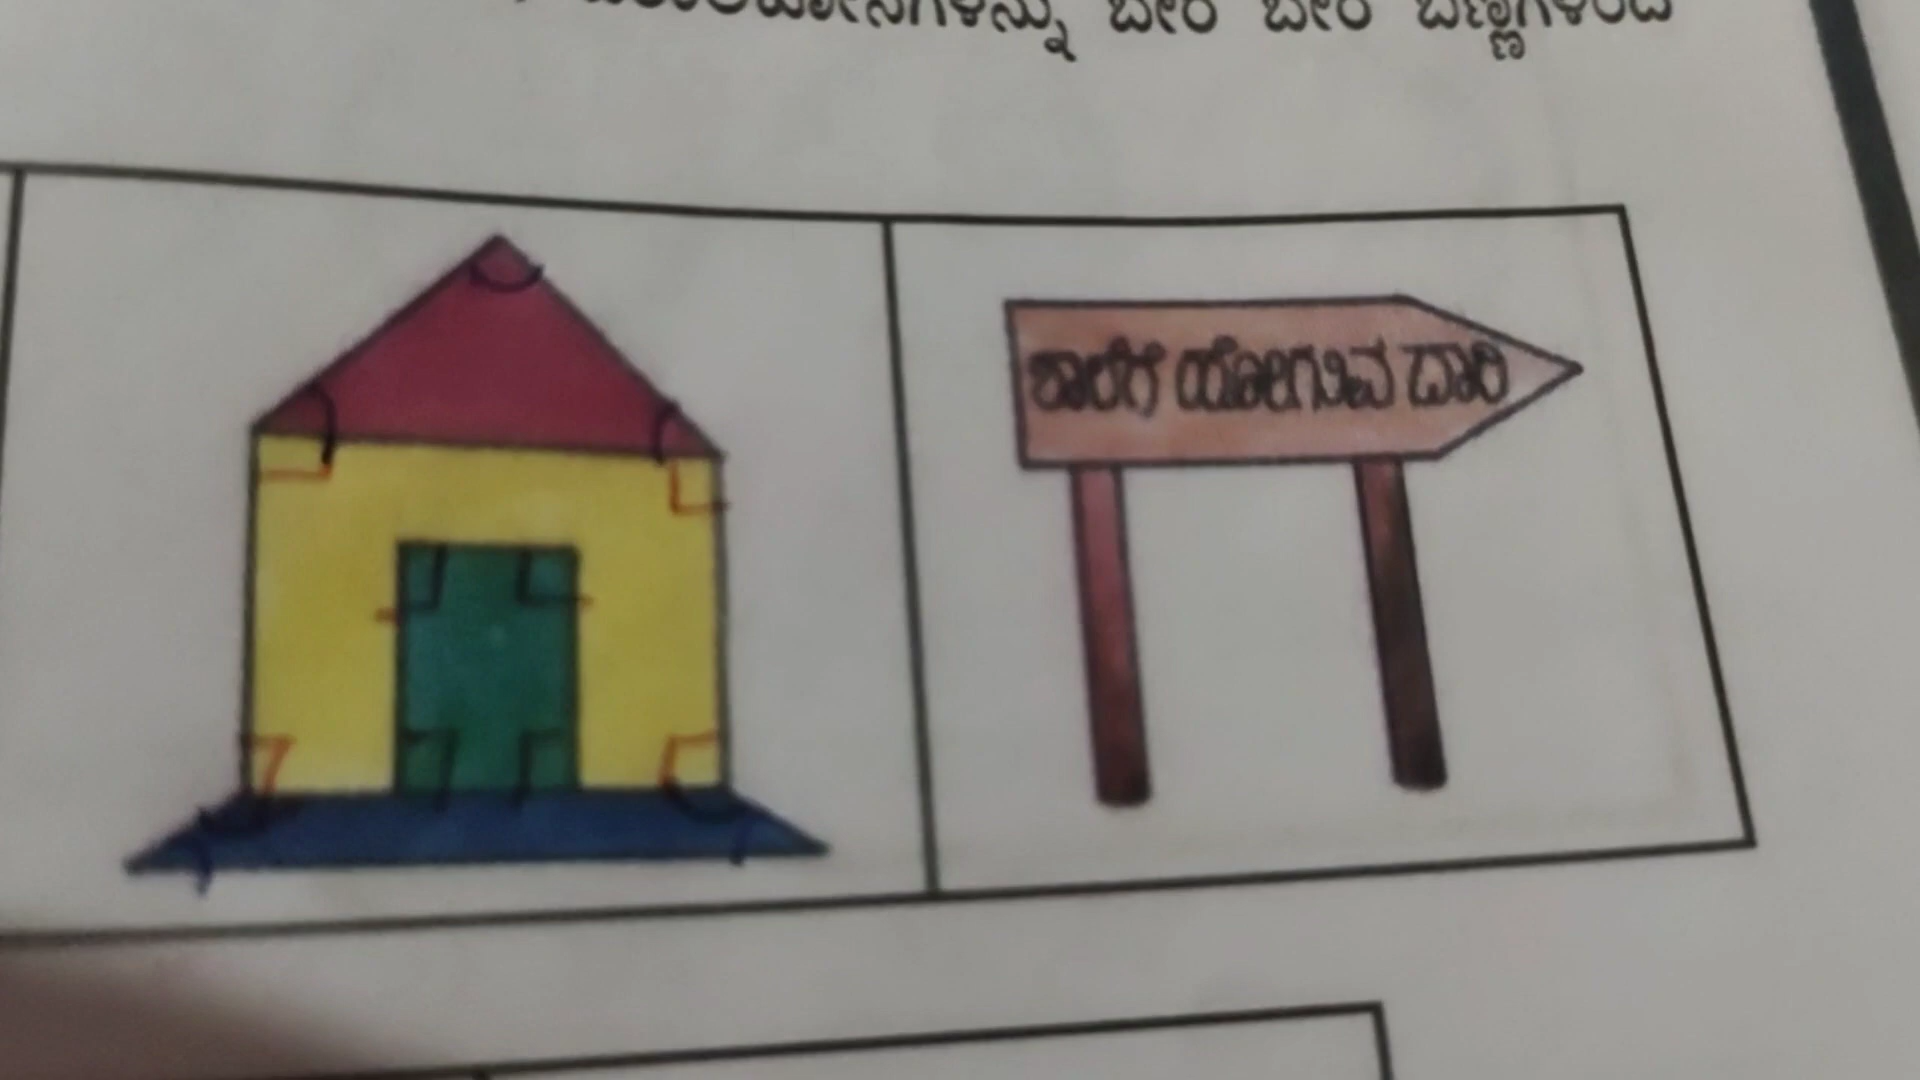 ಬೇರೆ ಬೇರೆ ಬಣ್ಣಗಳಿಂದ
ಶಾಲೆಗೆ ಹೋಗುವ ದಾರಿ